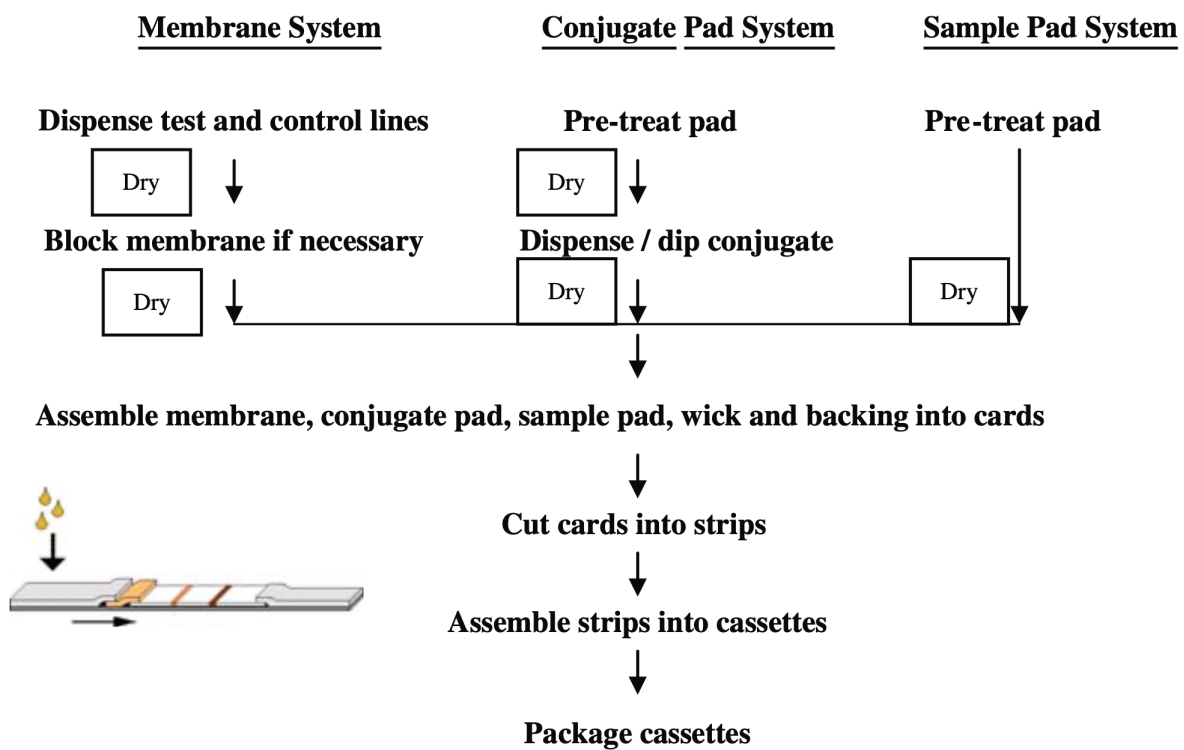 Membrane System
Conjugate Pad System
Sample Pad System
Dispense test and control lines
Pre-treat pad
Pre-treat pad
Dry
Dry
Block membrane if necessary
Dispense / dip conjugate
Dry
Dry
Dry
Assemble membrane, conjugate pad, sample pad, wick and backing into cards
Cut cards into strips
Assemble strips into cassettes
Package cassettes